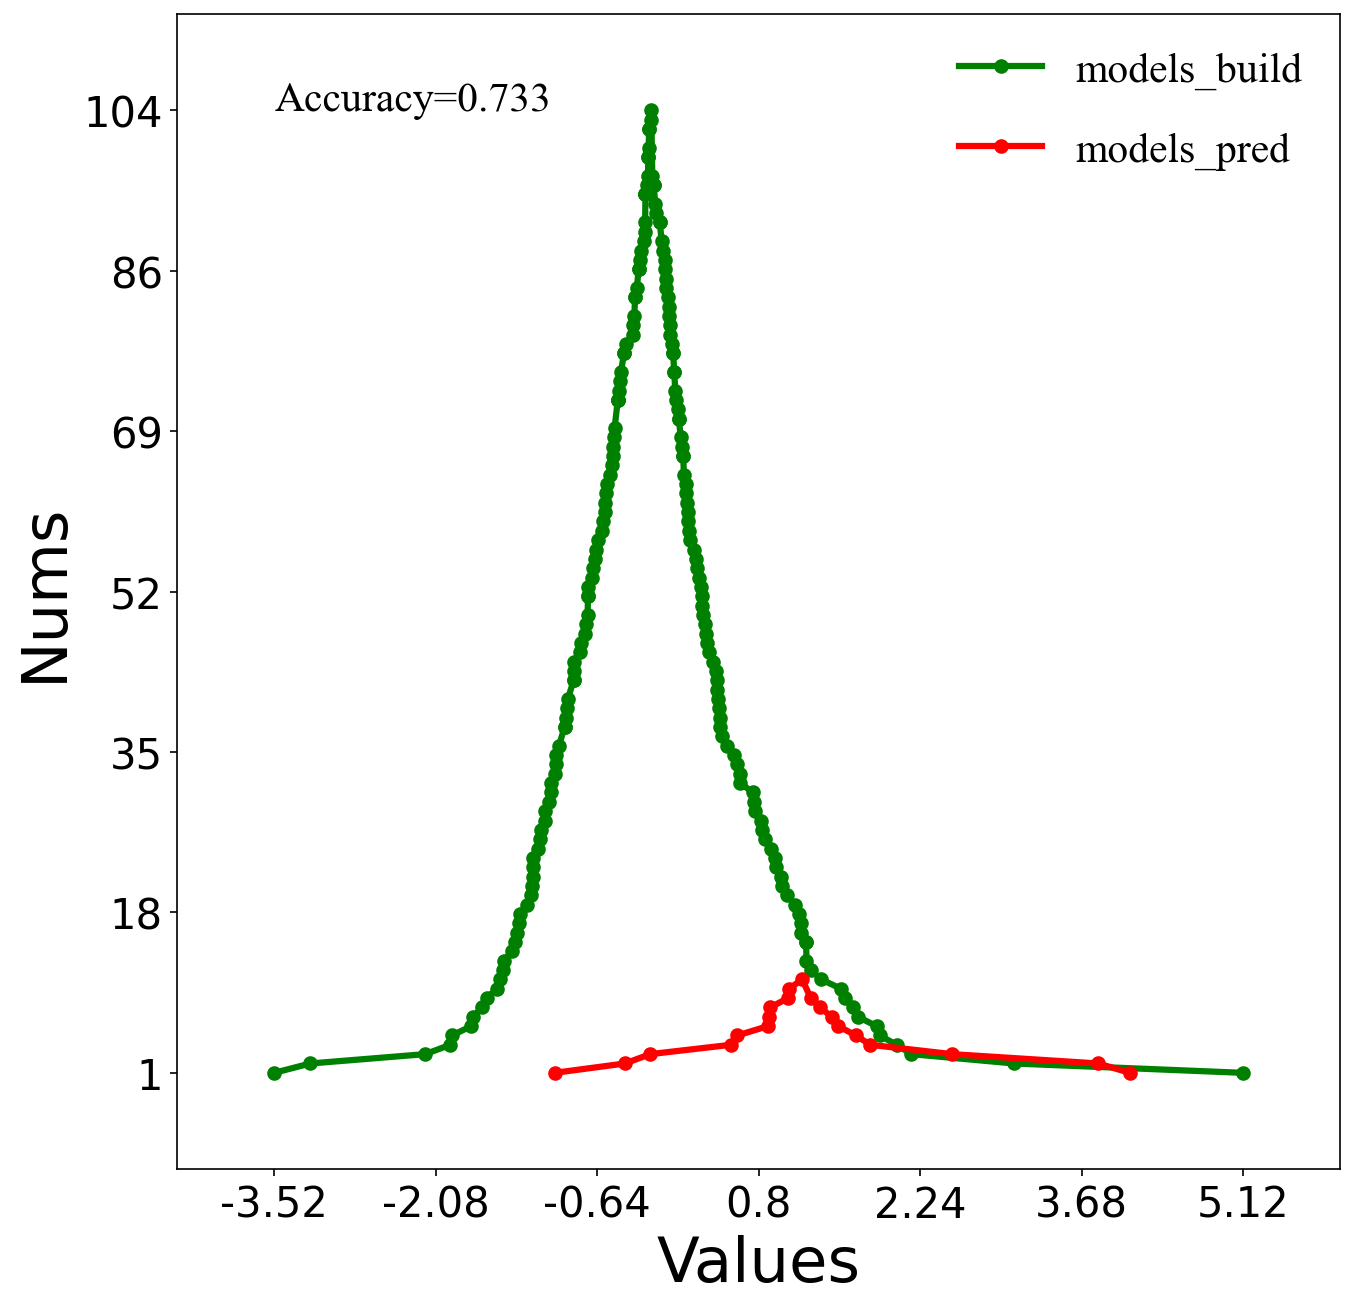 models_build
Accuracy=0.733
models_pred
104
86
69
52
35
18
1
Nums
-3.52 -2.08 -0.64 0.8 2.24 3.68 5.12
Values